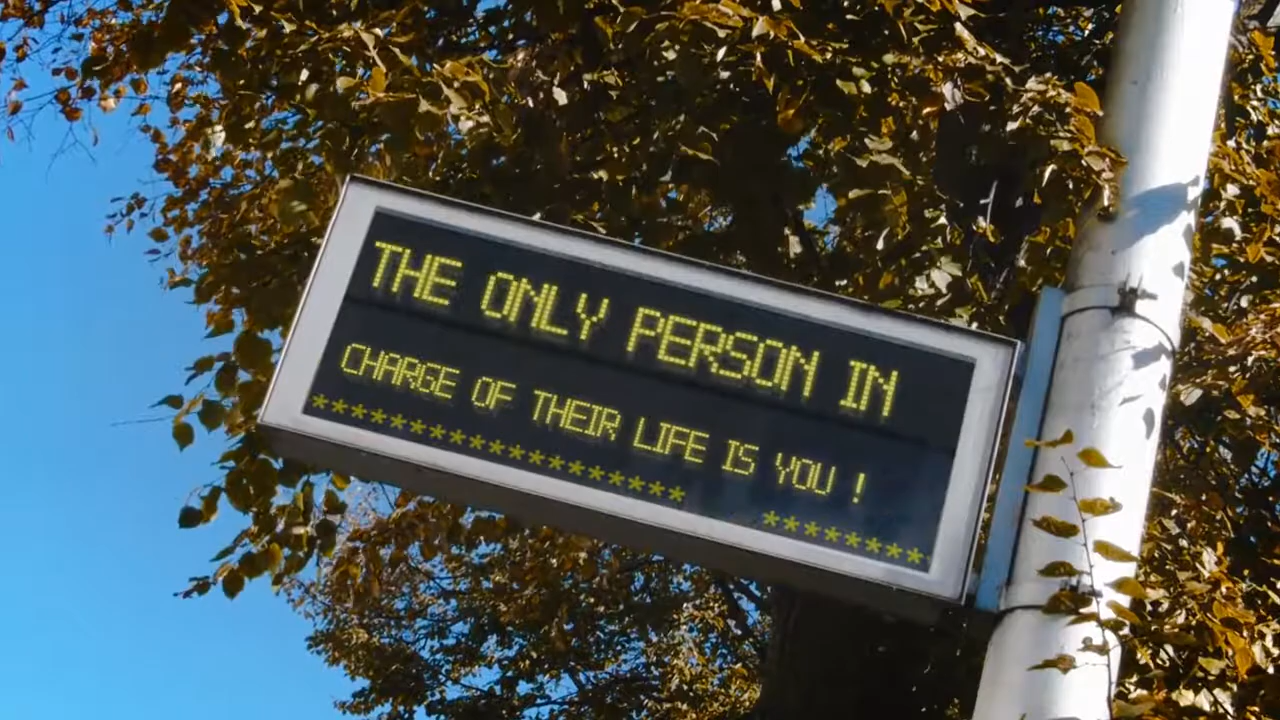 THE ONLY PERSON IN
CHARGE OF THEIR LIFE IS YOU !
****************** ********